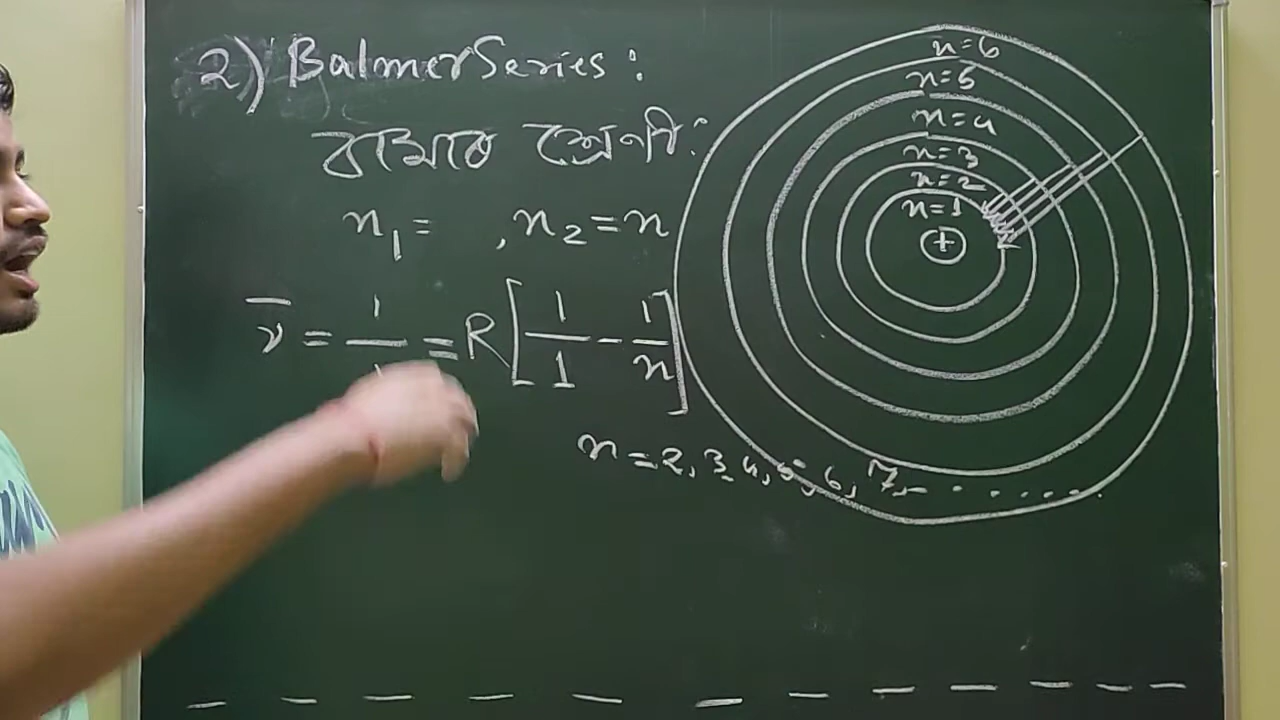 2) Balmer Series :
বামার শ্রেণী :
n₁ = , n₂ = n
ν̅ = 1/ = R[1/1 - 1/n]
n = 2, 3, 4, 5, 6, 7, - . . . . . . .
n = 6
n = 5
n = 4
n = 3
n = 2
n = 1
+